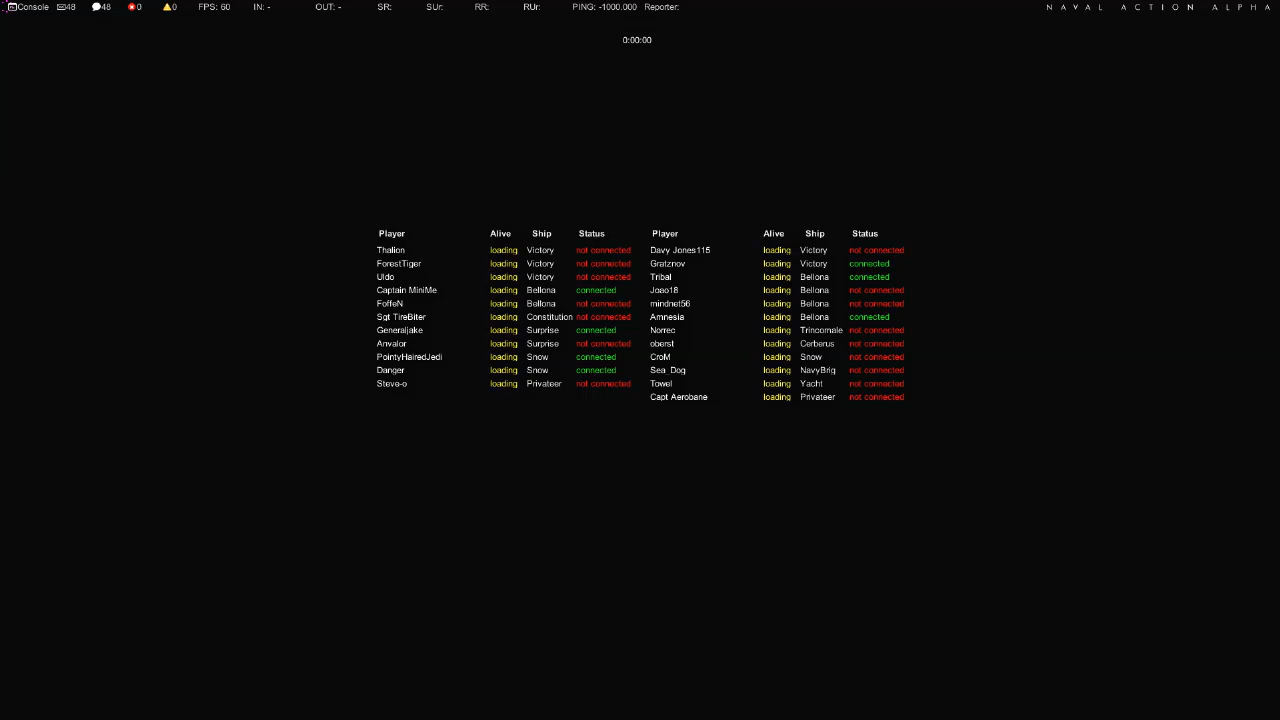 Console 48 48 0 0 FPS: 60 IN: - OUT: - SR: SUr: RR: RUr: PING: -1000.000 Reporter: NAVAL ACTION ALPHA
0:00:00
Player Alive Ship Status Player Alive Ship Status
Thalion loading Victory not connected Davy Jones115 loading Victory not connected
ForestTiger loading Victory not connected Gratznov loading Victory connected
Uldo loading Victory not connected Tribal loading Bellona connected
Captain MiniMe loading Bellona connected Joao18 loading Bellona not connected
FoffeN loading Bellona not connected mindnet56 loading Bellona not connected
Sgt TireBiter loading Constitution not connected Amnesia loading Bellona connected
Generaljake loading Surprise connected Norrec loading Trincomale not connected
Anvalor loading Surprise not connected oberst loading Cerberus not connected
PointyHairedJedi loading Snow connected CroM loading Snow not connected
Danger loading Snow connected Sea_Dog loading NavyBrig not connected
Steve-o loading Privateer not connected Towel loading Yacht not connected
Capt Aerobane loading Privateer not connected